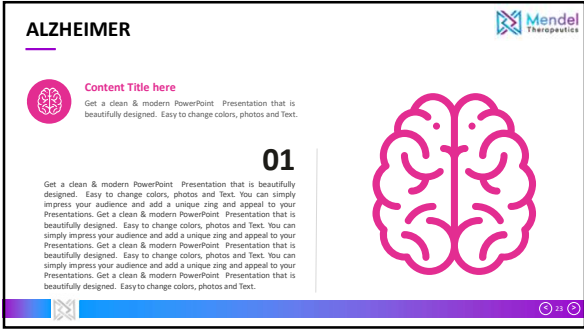 ALZHEIMER
Mendel
Therapeutics
Content Title here
Get a clean & modern PowerPoint Presentation that is
beautifully designed. Easy to change colors, photos and Text.
01
Get a clean & modern PowerPoint Presentation that is beautifully
designed. Easy to change colors, photos and Text. You can simply
impress your audience and add a unique zing and appeal to your
Presentations. Get a clean & modern PowerPoint Presentation that is
beautifully designed. Easy to change colors, photos and Text. You can
simply impress your audience and add a unique zing and appeal to your
Presentations. Get a clean & modern PowerPoint Presentation that is
beautifully designed. Easy to change colors, photos and Text. You can
simply impress your audience and add a unique zing and appeal to your
Presentations. Get a clean & modern PowerPoint Presentation that is
beautifully designed. Easy to change colors, photos and Text.
23